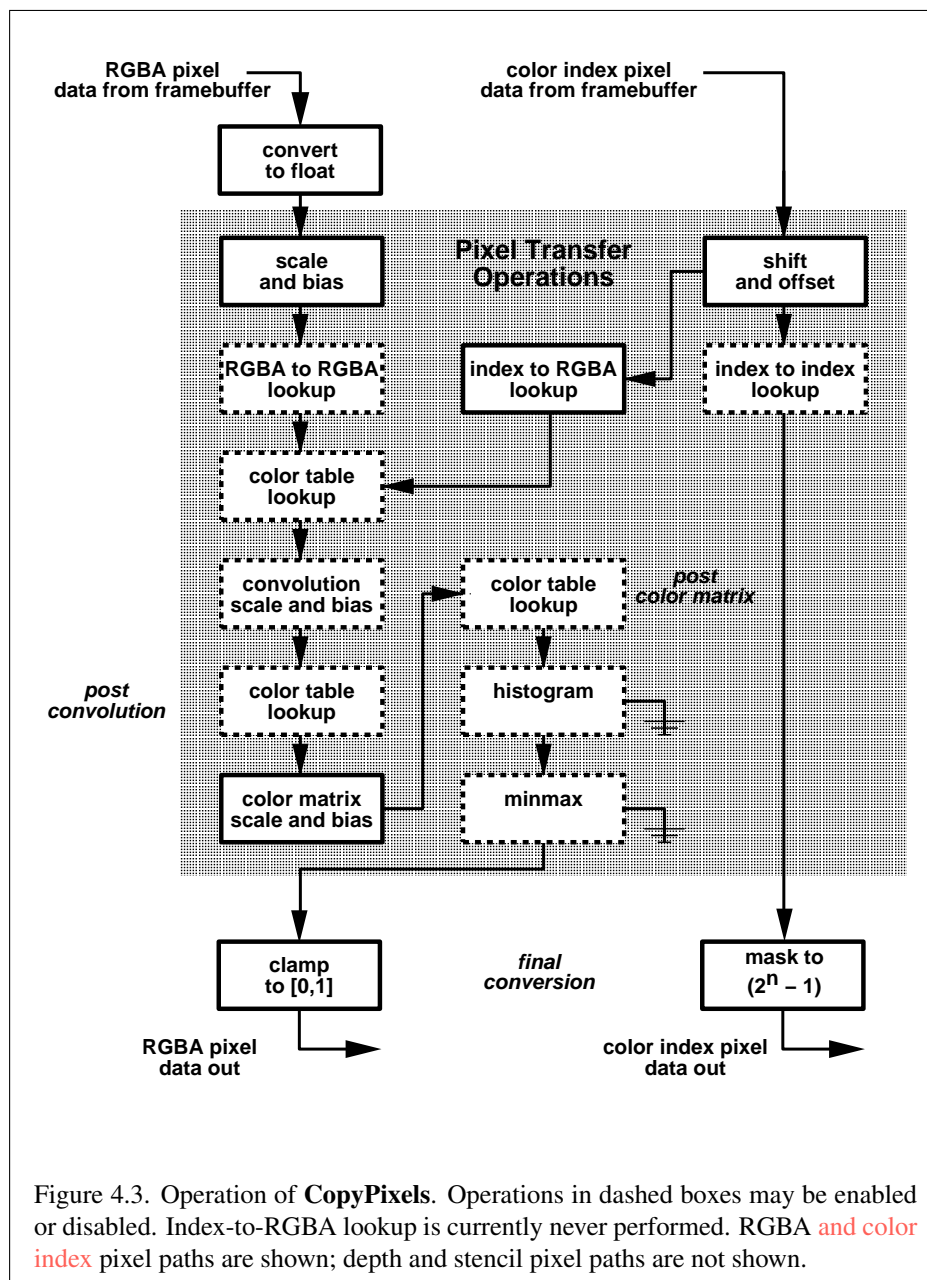 RGBA pixel
data from framebuffer
color index pixel
data from framebuffer
convert
to float
Pixel Transfer
Operations
scale
and bias
shift
and offset
RGBA to RGBA
lookup
index to RGBA
lookup
index to index
lookup
color table
lookup
convolution
scale and bias
color table
lookup
post
color matrix
post
convolution
color table
lookup
histogram
color matrix
scale and bias
minmax
clamp
to [0,1]
final
conversion
mask to
(2^n − 1)
RGBA pixel
data out
color index pixel
data out
Figure 4.3. Operation of CopyPixels. Operations in dashed boxes may be enabled
or disabled. Index-to-RGBA lookup is currently never performed. RGBA and color
index pixel paths are shown; depth and stencil pixel paths are not shown.